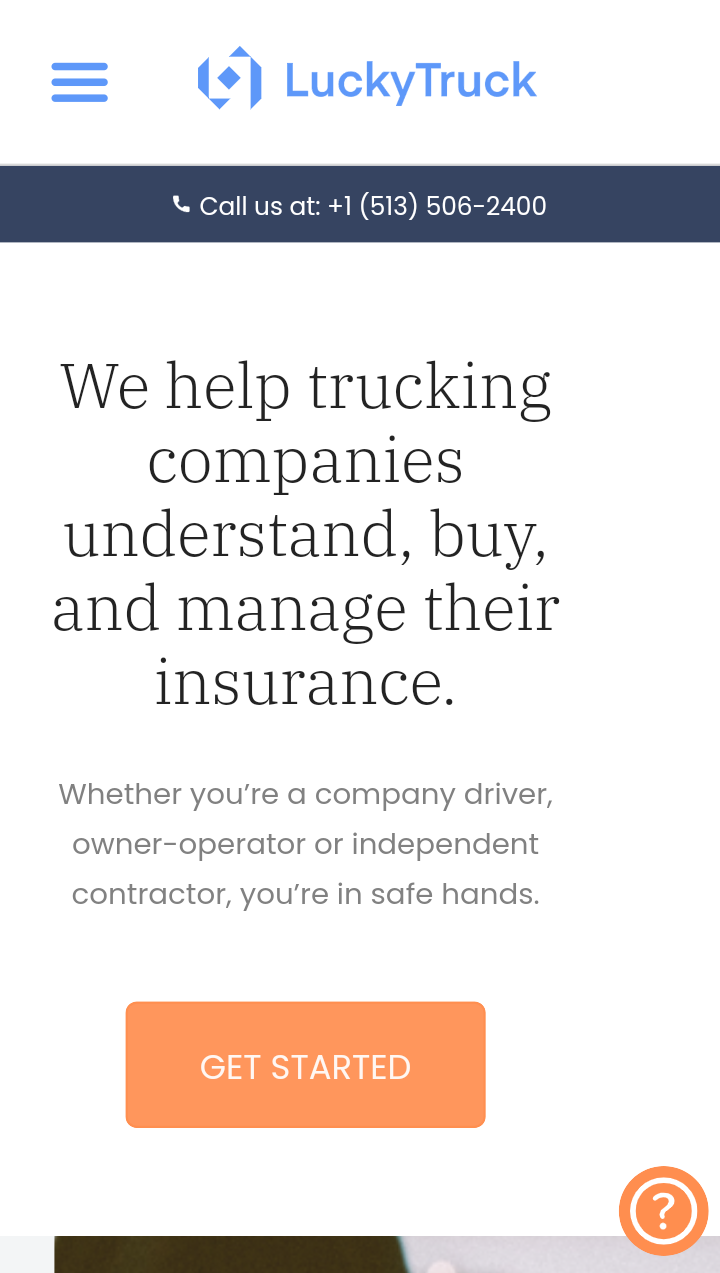 LuckyTruck
Call us at: +1 (513) 506-2400
We help trucking
companies
understand, buy,
and manage their
insurance.
Whether you’re a company driver,
owner-operator or independent
contractor, you’re in safe hands.
GET STARTED
?